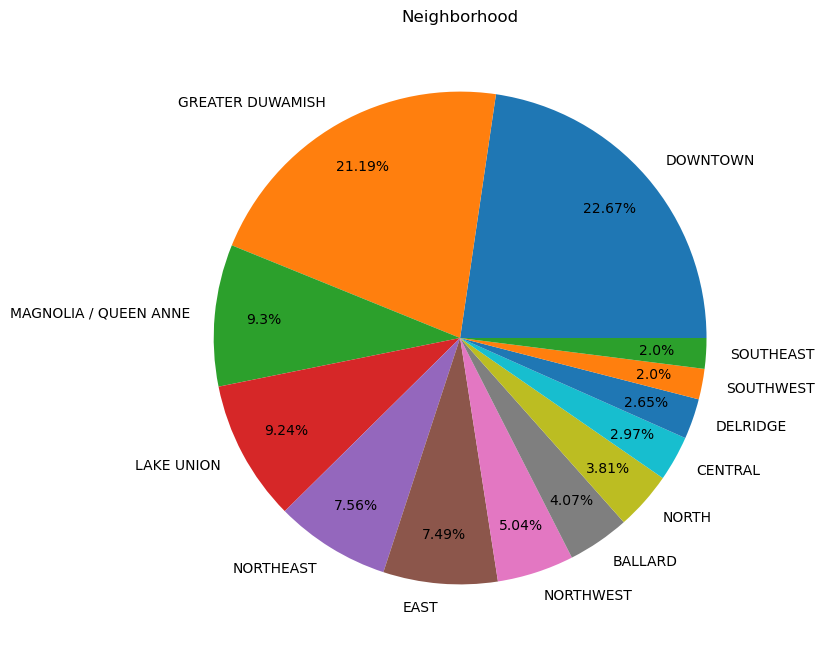 Neighborhood
DOWNTOWN
22.67%
GREATER DUWAMISH
21.19%
MAGNOLIA / QUEEN ANNE
9.3%
LAKE UNION
9.24%
NORTHEAST
7.56%
EAST
7.49%
NORTHWEST
5.04%
BALLARD
4.07%
NORTH
3.81%
CENTRAL
2.97%
DELRIDGE
2.65%
SOUTHWEST
2.0%
SOUTHEAST
2.0%